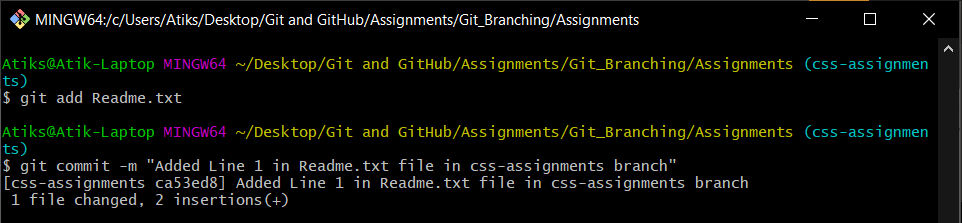 MINGW64:/c/Users/Atiks/Desktop/Git and GitHub/Assignments/Git_Branching/Assignments
Atiks@Atik-Laptop MINGW64 ~/Desktop/Git and GitHub/Assignments/Git_Branching/Assignments (css-assignmen
ts)
$ git add Readme.txt
Atiks@Atik-Laptop MINGW64 ~/Desktop/Git and GitHub/Assignments/Git_Branching/Assignments (css-assignmen
ts)
$ git commit -m "Added Line 1 in Readme.txt file in css-assignments branch"
[css-assignments ca53ed8] Added Line 1 in Readme.txt file in css-assignments branch
 1 file changed, 2 insertions(+)